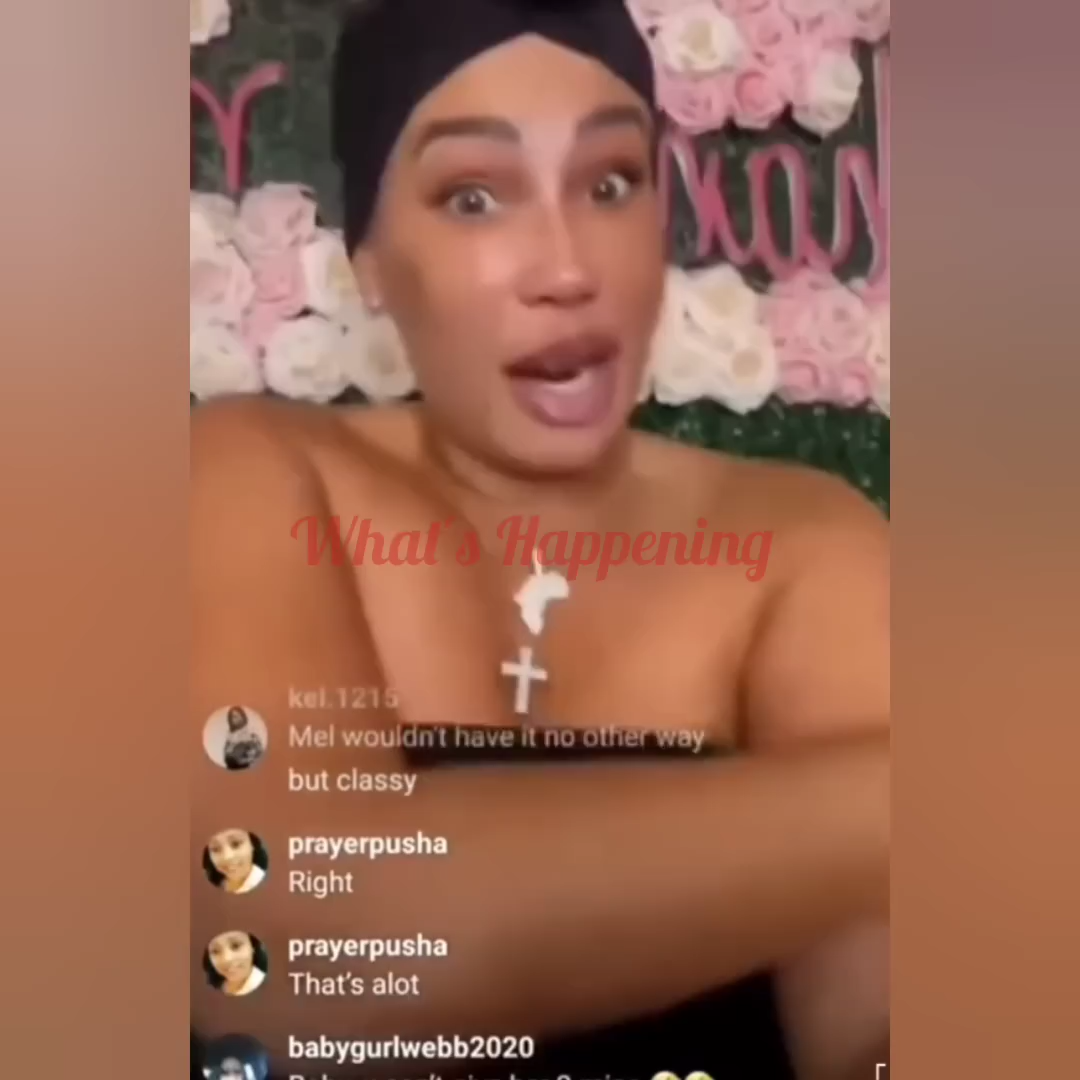 What's Happening
kel.1215
Mel wouldn't have it no other way
but classy
prayerpusha
Right
prayerpusha
That's alot
babygurlwebb2020